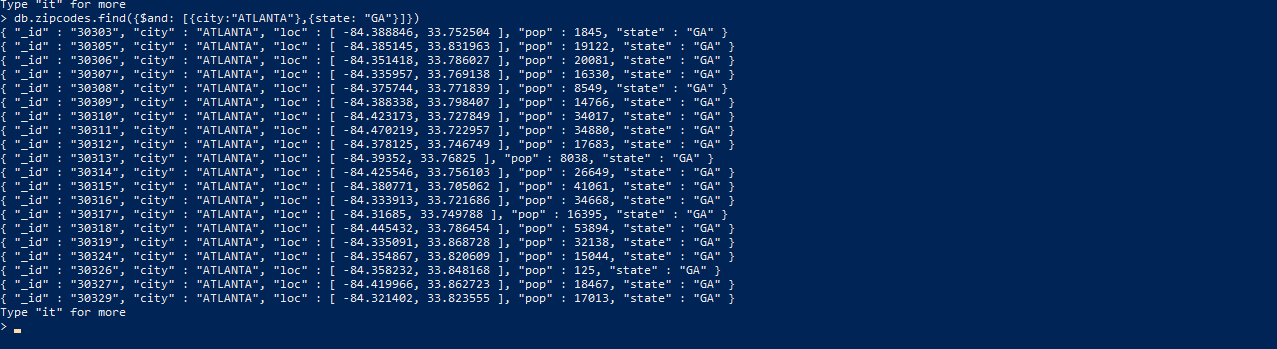 Type "it" for more
> db.zipcodes.find({$and: [{city:"ATLANTA"},{state: "GA"}]})
{ "_id" : "30303", "city" : "ATLANTA", "loc" : [ -84.388846, 33.752504 ], "pop" : 1845, "state" : "GA" }
{ "_id" : "30305", "city" : "ATLANTA", "loc" : [ -84.385145, 33.831963 ], "pop" : 19122, "state" : "GA" }
{ "_id" : "30306", "city" : "ATLANTA", "loc" : [ -84.351418, 33.786027 ], "pop" : 20081, "state" : "GA" }
{ "_id" : "30307", "city" : "ATLANTA", "loc" : [ -84.335957, 33.769138 ], "pop" : 16330, "state" : "GA" }
{ "_id" : "30308", "city" : "ATLANTA", "loc" : [ -84.375744, 33.771839 ], "pop" : 8549, "state" : "GA" }
{ "_id" : "30309", "city" : "ATLANTA", "loc" : [ -84.388338, 33.798407 ], "pop" : 14766, "state" : "GA" }
{ "_id" : "30310", "city" : "ATLANTA", "loc" : [ -84.423173, 33.727849 ], "pop" : 34017, "state" : "GA" }
{ "_id" : "30311", "city" : "ATLANTA", "loc" : [ -84.470219, 33.722957 ], "pop" : 34880, "state" : "GA" }
{ "_id" : "30312", "city" : "ATLANTA", "loc" : [ -84.378125, 33.746749 ], "pop" : 17683, "state" : "GA" }
{ "_id" : "30313", "city" : "ATLANTA", "loc" : [ -84.39352, 33.76825 ], "pop" : 8038, "state" : "GA" }
{ "_id" : "30314", "city" : "ATLANTA", "loc" : [ -84.425546, 33.756103 ], "pop" : 26649, "state" : "GA" }
{ "_id" : "30315", "city" : "ATLANTA", "loc" : [ -84.380771, 33.705062 ], "pop" : 41061, "state" : "GA" }
{ "_id" : "30316", "city" : "ATLANTA", "loc" : [ -84.333913, 33.721686 ], "pop" : 34668, "state" : "GA" }
{ "_id" : "30317", "city" : "ATLANTA", "loc" : [ -84.31685, 33.749788 ], "pop" : 16395, "state" : "GA" }
{ "_id" : "30318", "city" : "ATLANTA", "loc" : [ -84.445432, 33.786454 ], "pop" : 53894, "state" : "GA" }
{ "_id" : "30319", "city" : "ATLANTA", "loc" : [ -84.335091, 33.868728 ], "pop" : 32138, "state" : "GA" }
{ "_id" : "30324", "city" : "ATLANTA", "loc" : [ -84.354867, 33.820609 ], "pop" : 15044, "state" : "GA" }
{ "_id" : "30326", "city" : "ATLANTA", "loc" : [ -84.358232, 33.848168 ], "pop" : 125, "state" : "GA" }
{ "_id" : "30327", "city" : "ATLANTA", "loc" : [ -84.419966, 33.862723 ], "pop" : 18467, "state" : "GA" }
{ "_id" : "30329", "city" : "ATLANTA", "loc" : [ -84.321402, 33.823555 ], "pop" : 17013, "state" : "GA" }
Type "it" for more
>